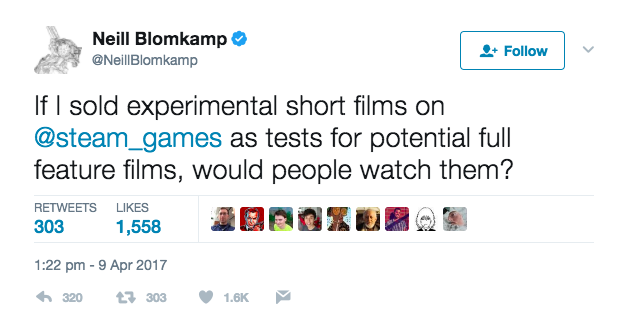 Neill Blomkamp
@NeillBlomkamp
Follow
If I sold experimental short films on
@steam_games as tests for potential full
feature films, would people watch them?
RETWEETS LIKES
303 1,558
1:22 pm - 9 Apr 2017
320 303 1.6K